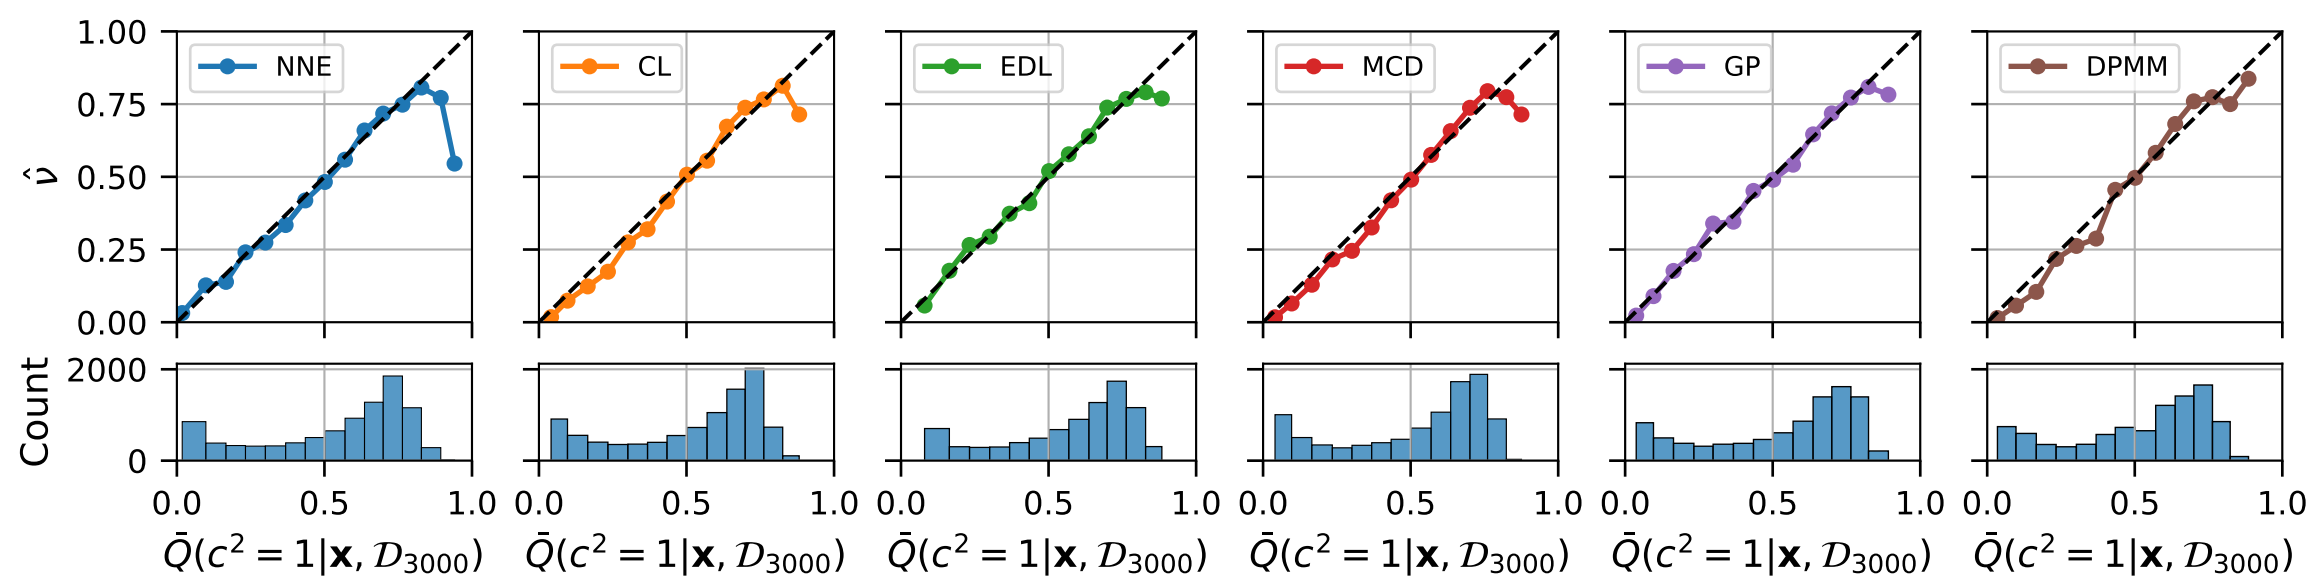 NNE
CL
EDL
MCD
GP
DPMM
1.00
0.75
0.50
0.25
0.00
ν̂
2000
0
Count
0.0 0.5 1.0
0.0 0.5 1.0
0.0 0.5 1.0
0.0 0.5 1.0
0.0 0.5 1.0
0.0 0.5 1.0
Q̄(c² = 1|x, 𝒟₃₀₀₀)
Q̄(c² = 1|x, 𝒟₃₀₀₀)
Q̄(c² = 1|x, 𝒟₃₀₀₀)
Q̄(c² = 1|x, 𝒟₃₀₀₀)
Q̄(c² = 1|x, 𝒟₃₀₀₀)
Q̄(c² = 1|x, 𝒟₃₀₀₀)